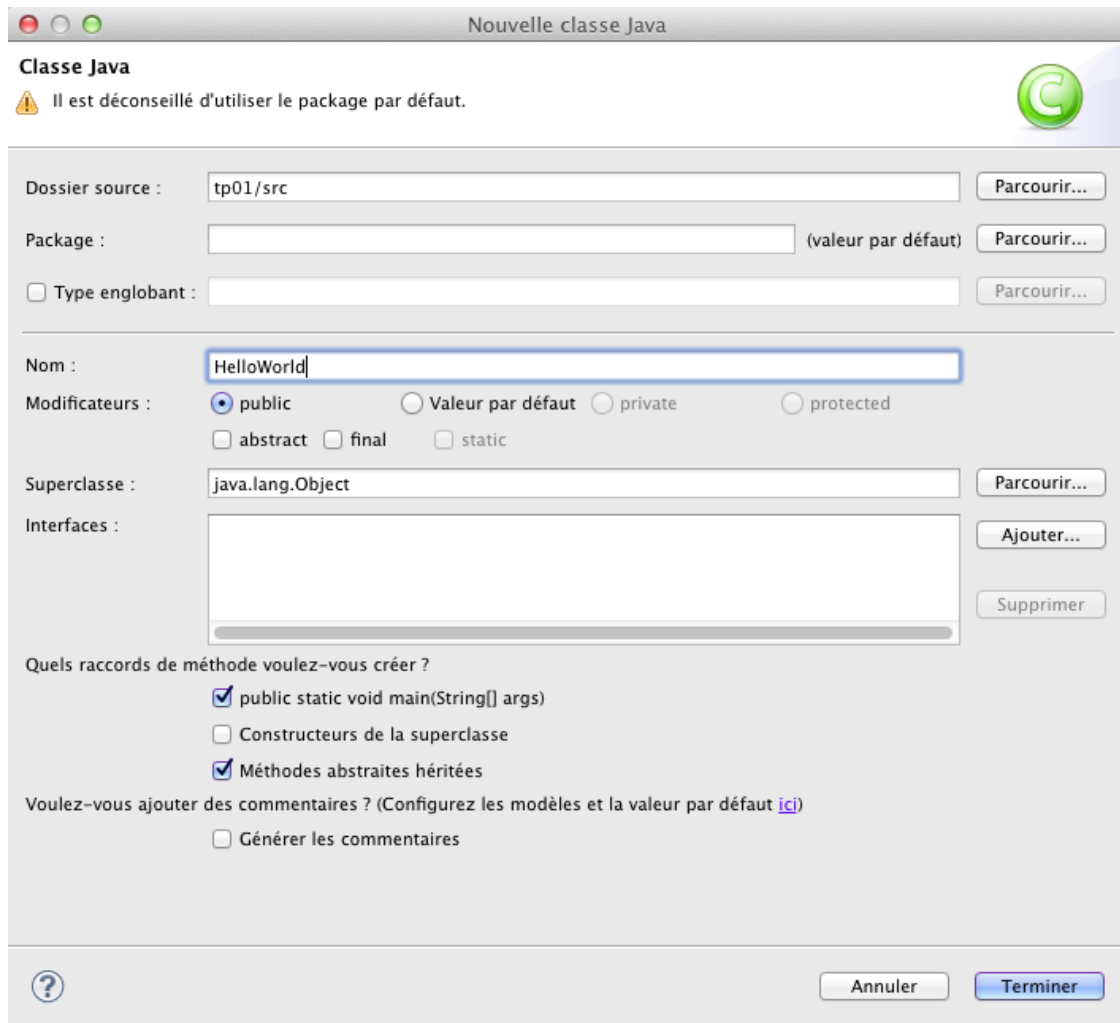 Nouvelle classe Java
Classe Java
Il est déconseillé d'utiliser le package par défaut.
Dossier source : tp01/src Parcourir...
Package : (valeur par défaut) Parcourir...
Type englobant : Parcourir...
Nom : HelloWorld
Modificateurs : public Valeur par défaut private protected
abstract final static
Superclasse : java.lang.Object Parcourir...
Interfaces : Ajouter...
Supprimer
Quels raccords de méthode voulez-vous créer ?
public static void main(String[] args)
Constructeurs de la superclasse
Méthodes abstraites héritées
Voulez-vous ajouter des commentaires ? (Configurez les modèles et la valeur par défaut ici)
Générer les commentaires
? Annuler Terminer